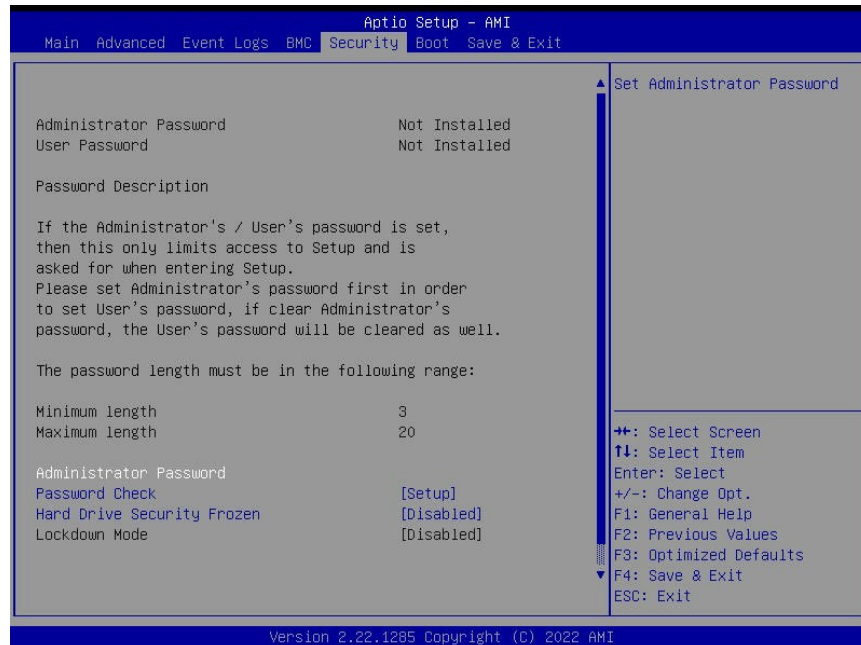 Aptio Setup - AMI
Main Advanced Event Logs BMC Security Boot Save & Exit
Set Administrator Password
Administrator Password Not Installed
User Password Not Installed
Password Description
If the Administrator's / User's password is set,
then this only limits access to Setup and is
asked for when entering Setup.
Please set Administrator's password first in order
to set User's password, if clear Administrator's
password, the User's password will be cleared as well.
The password length must be in the following range:
Minimum length 3
Maximum length 20
Administrator Password
Password Check [Setup]
Hard Drive Security Frozen [Disabled]
Lockdown Mode [Disabled]
→←: Select Screen
↑↓: Select Item
Enter: Select
+/-: Change Opt.
F1: General Help
F2: Previous Values
F3: Optimized Defaults
F4: Save & Exit
ESC: Exit
Version 2.22.1285 Copyright (C) 2022 AMI